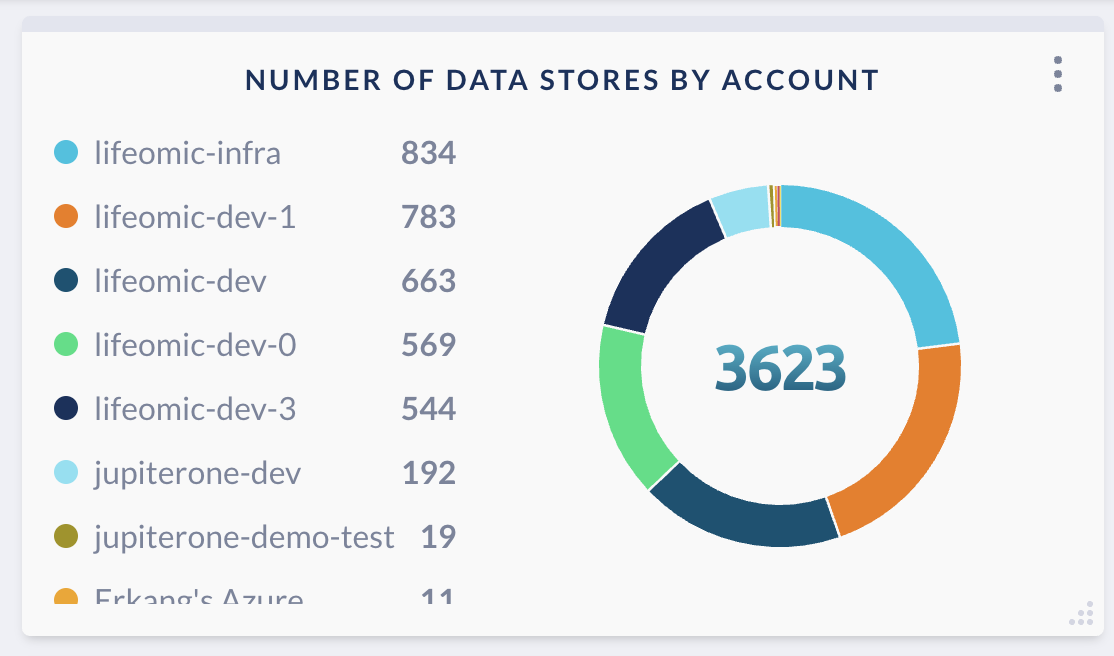 NUMBER OF DATA STORES BY ACCOUNT
lifeomic-infra 834
lifeomic-dev-1 783
lifeomic-dev 663
lifeomic-dev-0 569
lifeomic-dev-3 544
jupiterone-dev 192
jupiterone-demo-test 19
Erkang's Azure 11
3623